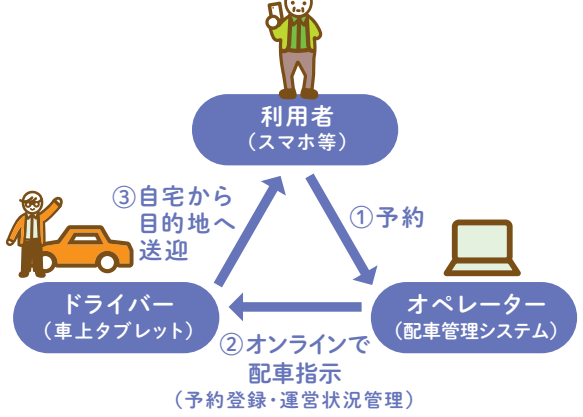 利用者
（スマホ等）
③自宅から
目的地へ
送迎
①予約
ドライバー
（車上タブレット）
オペレーター
（配車管理システム）
②オンラインで
配車指示
（予約登録・運営状況管理）